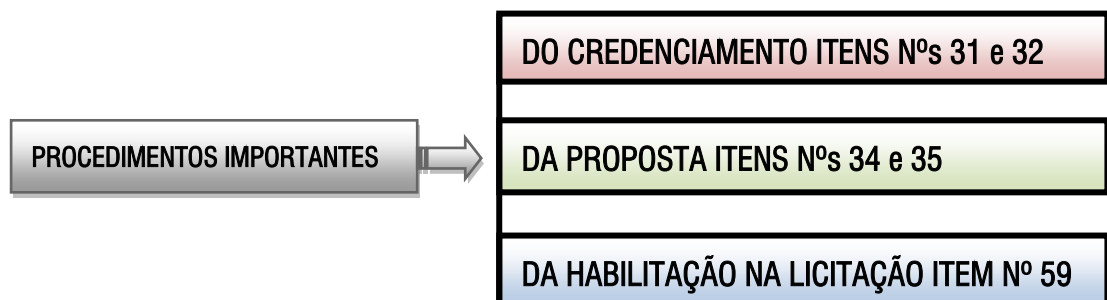 PROCEDIMENTOS IMPORTANTES
DO CREDENCIAMENTO ITENS Nºs 31 e 32
DA PROPOSTA ITENS Nºs 34 e 35
DA HABILITAÇÃO NA LICITAÇÃO ITEM Nº 59